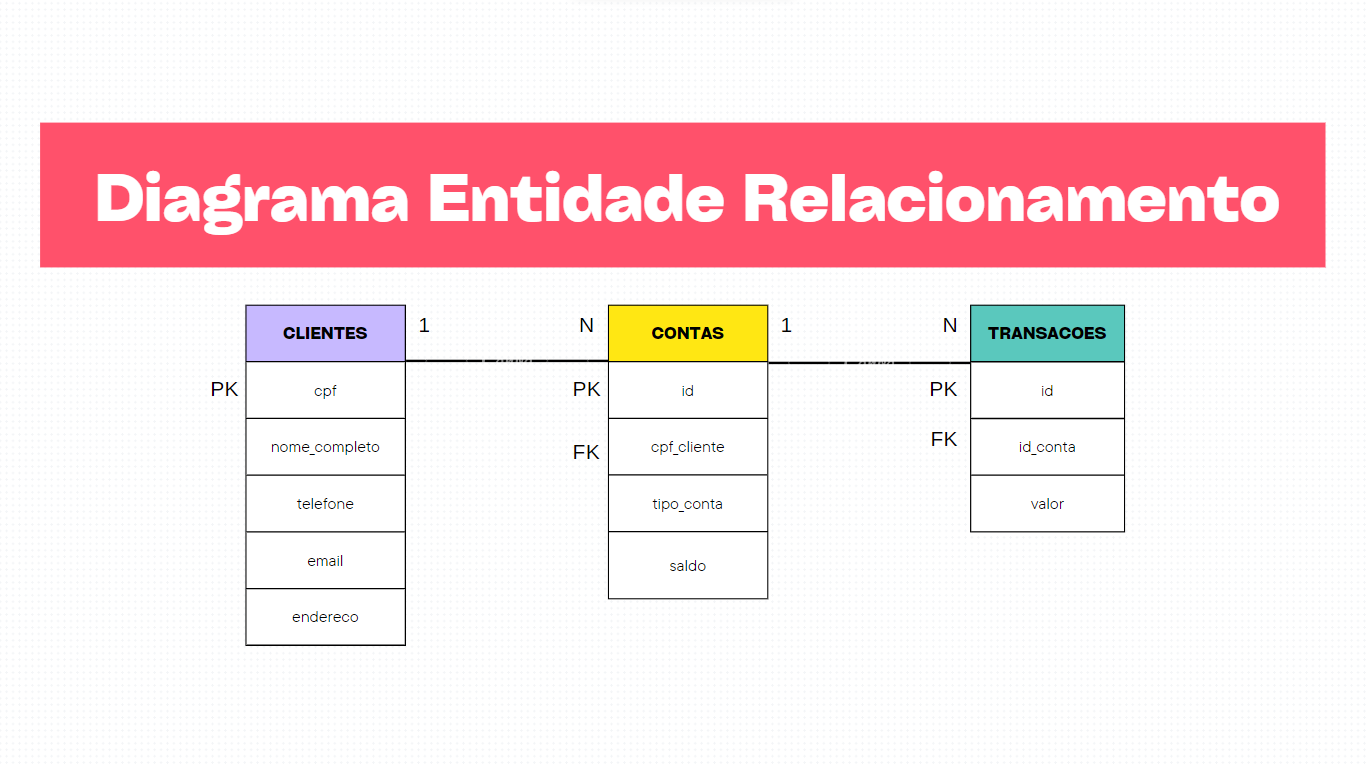 Diagrama Entidade Relacionamento
CLIENTES
1
N
CONTAS
1
N
TRANSACOES
PK
cpf
PK
id
PK
id
nome_completo
FK
cpf_cliente
FK
id_conta
telefone
tipo_conta
valor
email
saldo
endereco